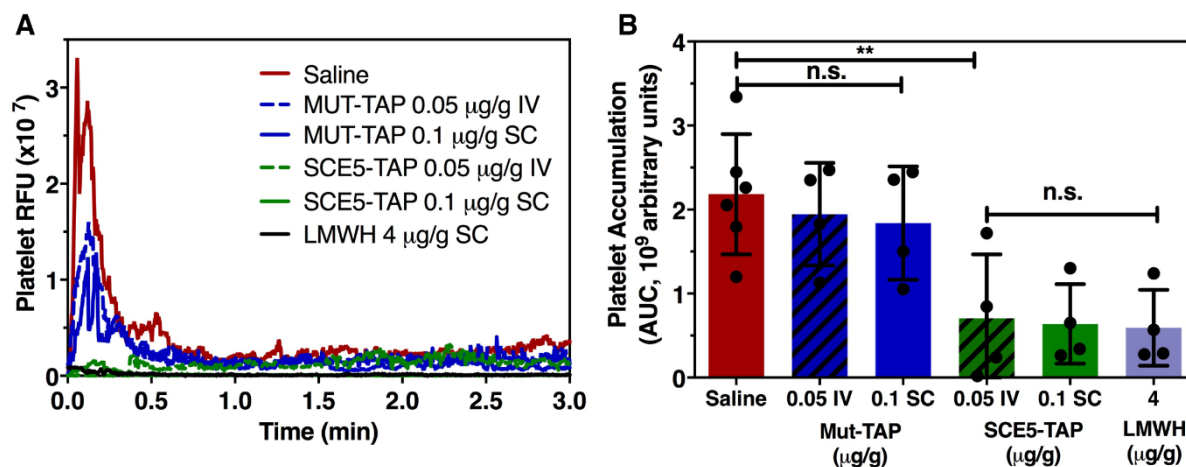 A
Platelet RFU (x10 ⁷)
3
2
1
0
0.0 0.5 1.0 1.5 2.0 2.5 3.0
Time (min)
Saline
MUT-TAP 0.05 μg/g IV
MUT-TAP 0.1 μg/g SC
SCE5-TAP 0.05 μg/g IV
SCE5-TAP 0.1 μg/g SC
LMWH 4 μg/g SC
B
Platelet Accumulation
(AUC, 10⁹ arbitrary units)
4
3
2
1
0
**
n.s.
n.s.
Saline 0.05 IV 0.1 SC 0.05 IV 0.1 SC 4
Mut-TAP SCE5-TAP LMWH
(μg/g) (μg/g) (μg/g)